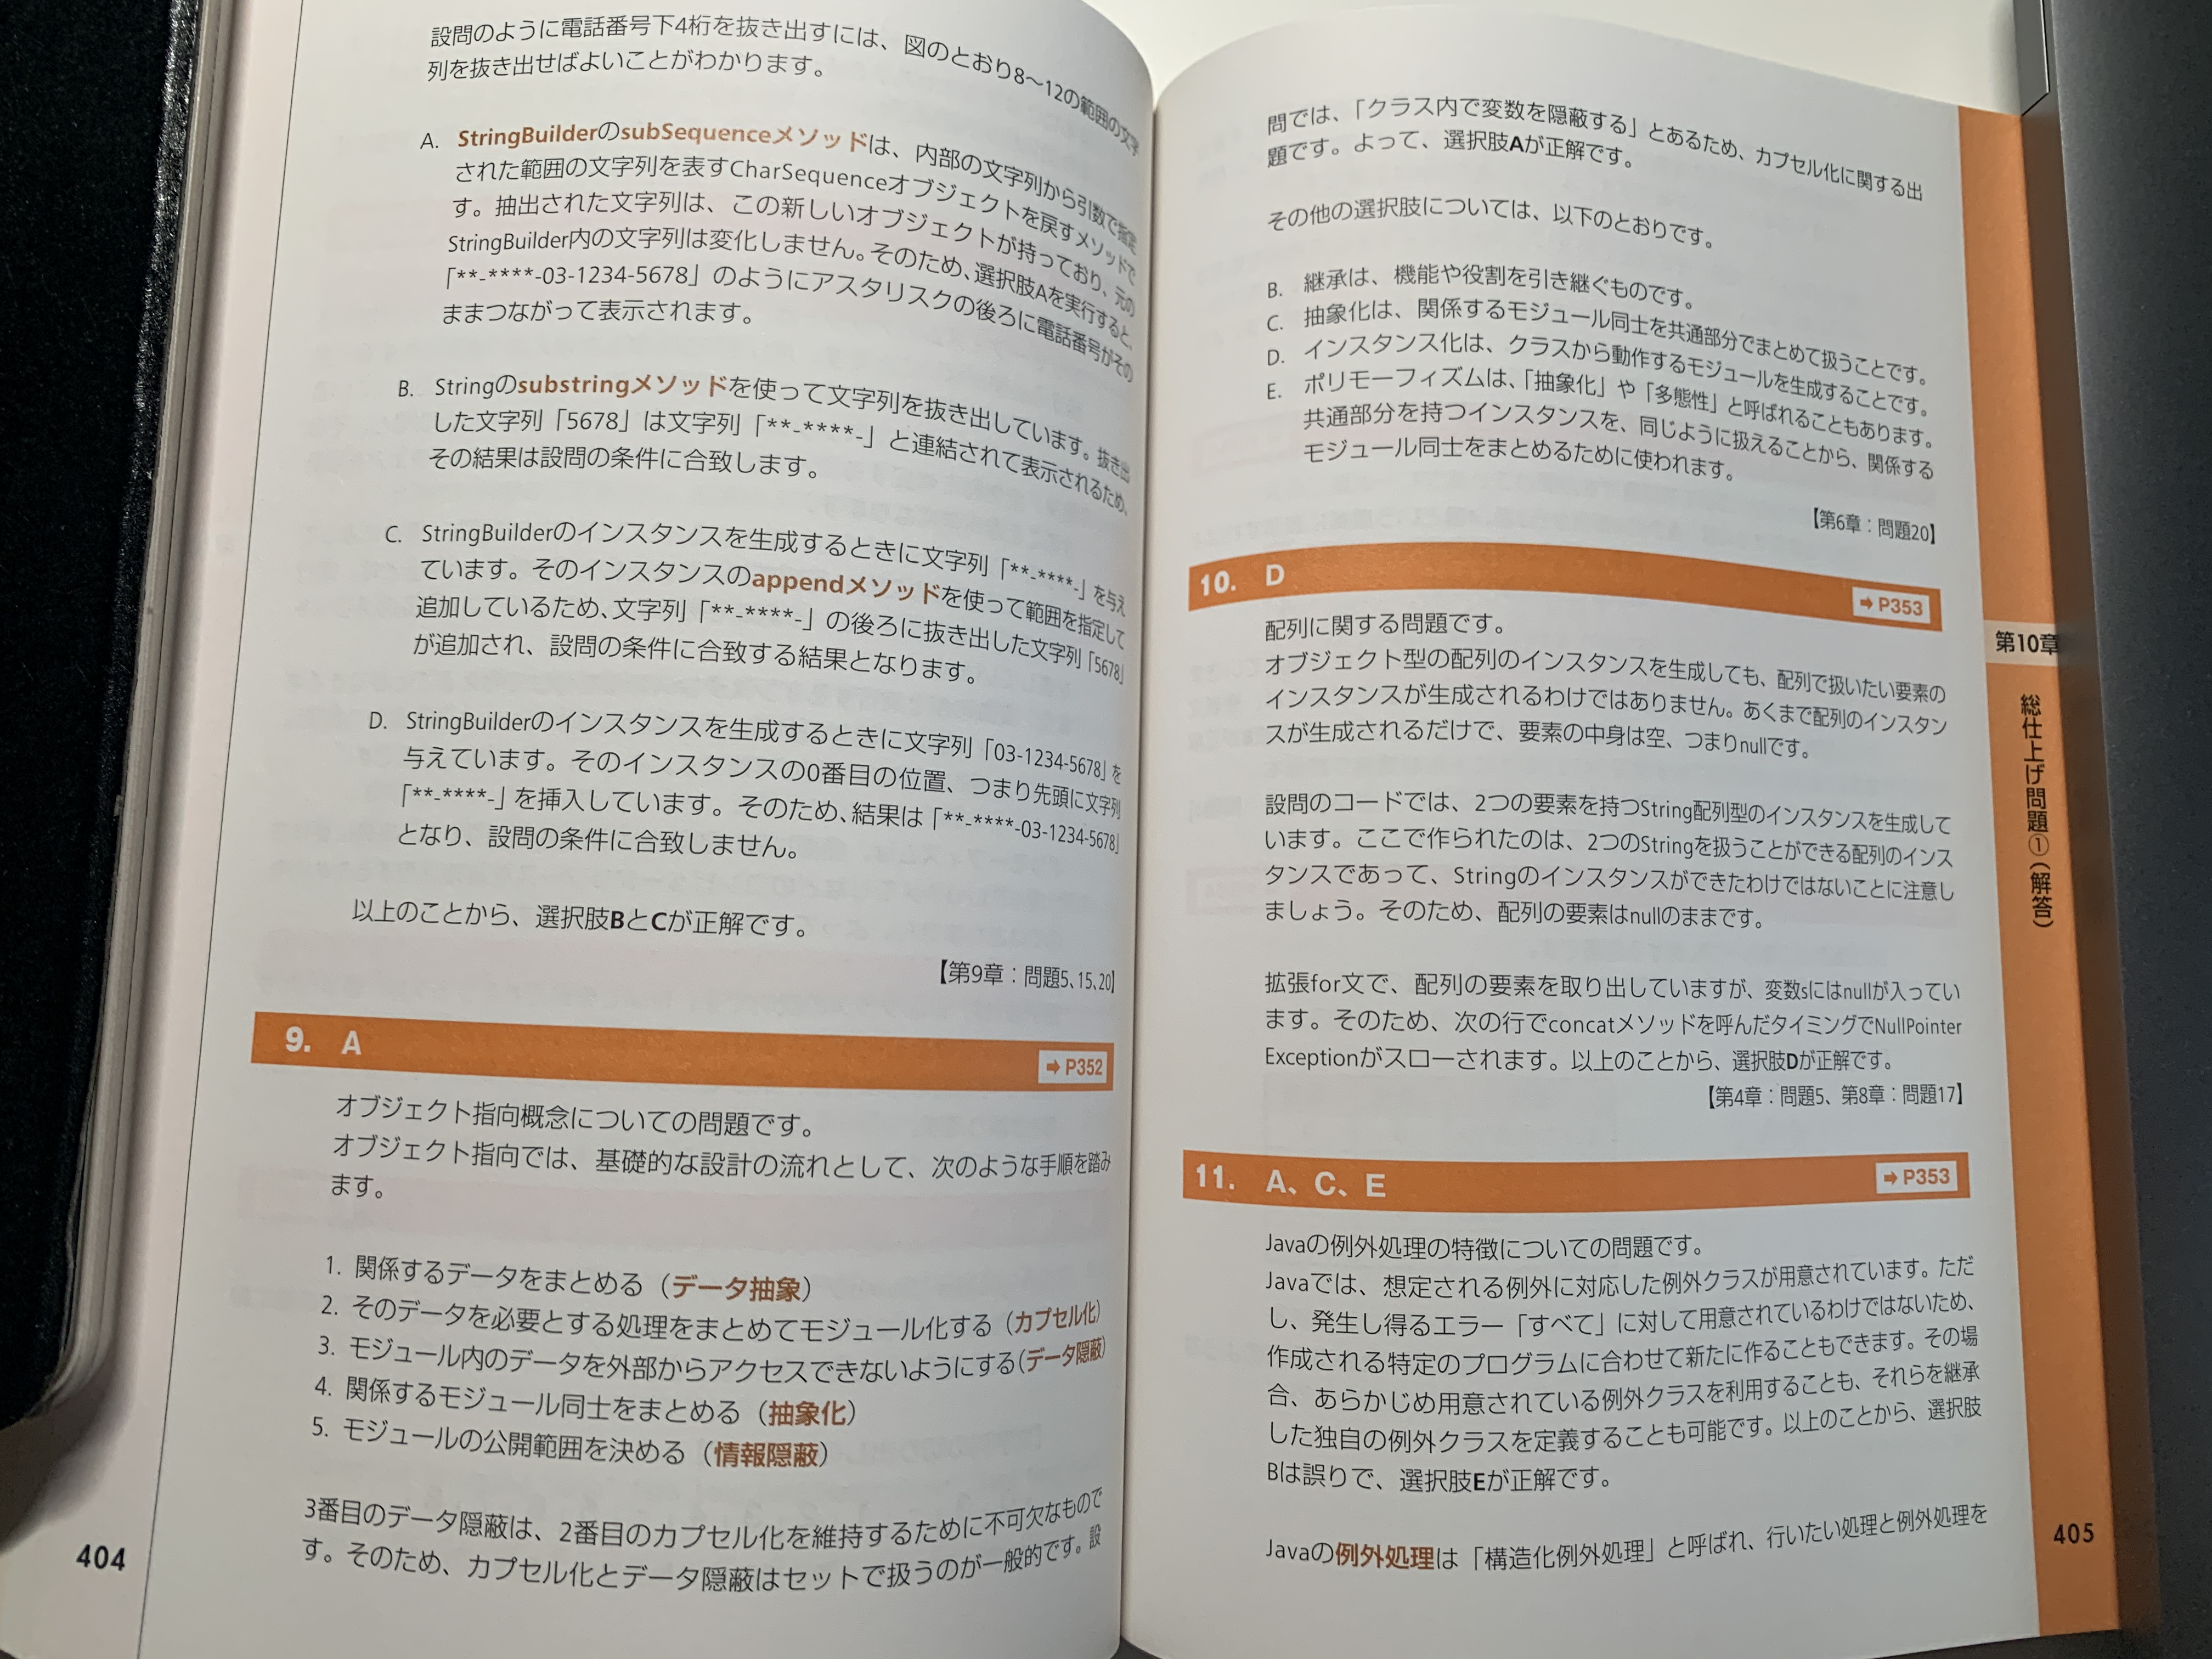 設問のように電話番号下4桁を抜き出すには、図のとおり8〜12の範囲の文字
列を抜き出せばよいことがわかります。
A. StringBuilderのsubSequenceメソッドは、内部の文字列から引数で指定
された範囲の文字列を表すCharSequenceオブジェクトを戻すメソッドで
す。抽出された文字列は、この新しいオブジェクトが持っており、元の
StringBuilder内の文字列は変化しません。そのため、選択肢Aを実行すると、
「**-****-03-1234-5678」のようにアスタリスクの後ろに電話番号がその
ままつながって表示されます。
B. Stringのsubstringメソッドを使って文字列を抜き出しています。抜き出
した文字列「5678」は文字列「**-****-」と連結されて表示されるため、
その結果は設問の条件に合致します。
C. StringBuilderのインスタンスを生成するときに文字列「**-****-」を与え
ています。そのインスタンスのappendメソッドを使って範囲を指定して
追加しているため、文字列「**-****-」の後ろに抜き出した文字列「5678」
が追加され、設問の条件に合致する結果となります。
D. StringBuilderのインスタンスを生成するときに文字列「03-1234-5678」を
与えています。そのインスタンスの0番目の位置、つまり先頭に文字列
「**-****-」を挿入しています。そのため、結果は「**-****-03-1234-5678」
となり、設問の条件に合致しません。
以上のことから、選択肢BとCが正解です。
【第9章：問題5、15、20】
9. A
➡ P352
オブジェクト指向概念についての問題です。
オブジェクト指向では、基礎的な設計の流れとして、次のような手順を踏み
ます。
1. 関係するデータをまとめる（データ抽象）
2. そのデータを必要とする処理をまとめてモジュール化する（カプセル化）
3. モジュール内のデータを外部からアクセスできないようにする（データ隠蔽）
4. 関係するモジュール同士をまとめる（抽象化）
5. モジュールの公開範囲を決める（情報隠蔽）
3番目のデータ隠蔽は、2番目のカプセル化を維持するために不可欠なもので
す。そのため、カプセル化とデータ隠蔽はセットで扱うのが一般的です。設
404
問では、「クラス内で変数を隠蔽する」とあるため、カプセル化に関する出
題です。よって、選択肢Aが正解です。
その他の選択肢については、以下のとおりです。
B. 継承は、機能や役割を引き継ぐものです。
C. 抽象化は、関係するモジュール同士を共通部分でまとめて扱うことです。
D. インスタンス化は、クラスから動作するモジュールを生成することです。
E. ポリモーフィズムは、「抽象化」や「多態性」と呼ばれることもあります。
共通部分を持つインスタンスを、同じように扱えることから、関係する
モジュール同士をまとめるために使われます。
【第6章：問題20】
10. D
➡ P353
配列に関する問題です。
オブジェクト型の配列のインスタンスを生成しても、配列で扱いたい要素の
インスタンスが生成されるわけではありません。あくまで配列のインスタン
スが生成されるだけで、要素の中身は空、つまりnullです。
設問のコードでは、2つの要素を持つString配列型のインスタンスを生成して
います。ここで作られたのは、2つのStringを扱うことができる配列のインス
タンスであって、Stringのインスタンスができたわけではないことに注意し
ましょう。そのため、配列の要素はnullのままです。
拡張for文で、配列の要素を取り出していますが、変数sにはnullが入ってい
ます。そのため、次の行でconcatメソッドを呼んだタイミングでNullPointer
Exceptionがスローされます。以上のことから、選択肢Dが正解です。
【第4章：問題5、第8章：問題17】
11. A、C、E
➡ P353
Javaの例外処理の特徴についての問題です。
Javaでは、想定される例外に対応した例外クラスが用意されています。ただ
し、発生し得るエラー「すべて」に対して用意されているわけではないため、
作成される特定のプログラムに合わせて新たに作ることもできます。その場
合、あらかじめ用意されている例外クラスを利用することも、それらを継承
した独自の例外クラスを定義することも可能です。以上のことから、選択肢
Bは誤りで、選択肢Eが正解です。
Javaの例外処理は「構造化例外処理」と呼ばれ、行いたい処理と例外処理を
第10章
総仕上げ問題①（解答）
405